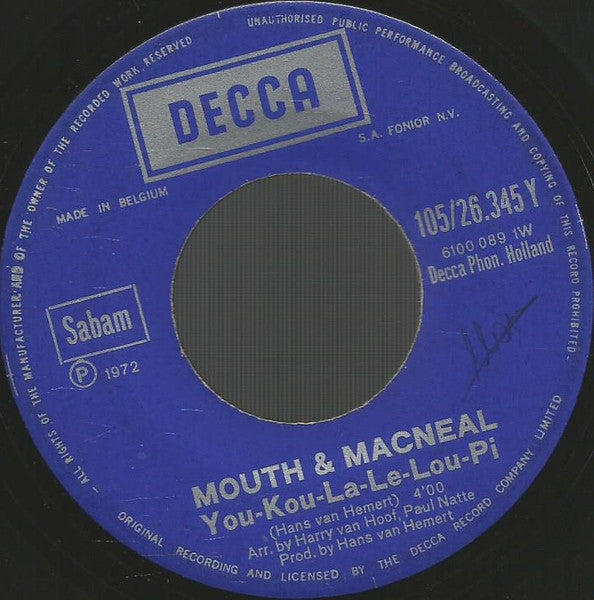 - ALL RIGHTS OF THE MANUFACTURER AND OF THE OWNER OF THE RECORDED WORK RESERVED
UNAUTHORISED PUBLIC PERFORMANCE BROADCASTING AND COPYING OF THIS RECORD PROHIBITED.-
DECCA
S.A. FONIOR N.V.
MADE IN BELGIUM
105/26.345 Y
6100 089 1W
Decca Phon. Holland
Sabam
Ⓟ 1972
MOUTH & MACNEAL
You-Kou-La-Le-Lou-Pi
(Hans van Hemert) 4'00
Arr. by Harry van Hoof, Paul Natte
Prod. by Hans van Hemert
ORIGINAL RECORDING AND LICENSED BY THE DECCA RECORD COMPANY LIMITED